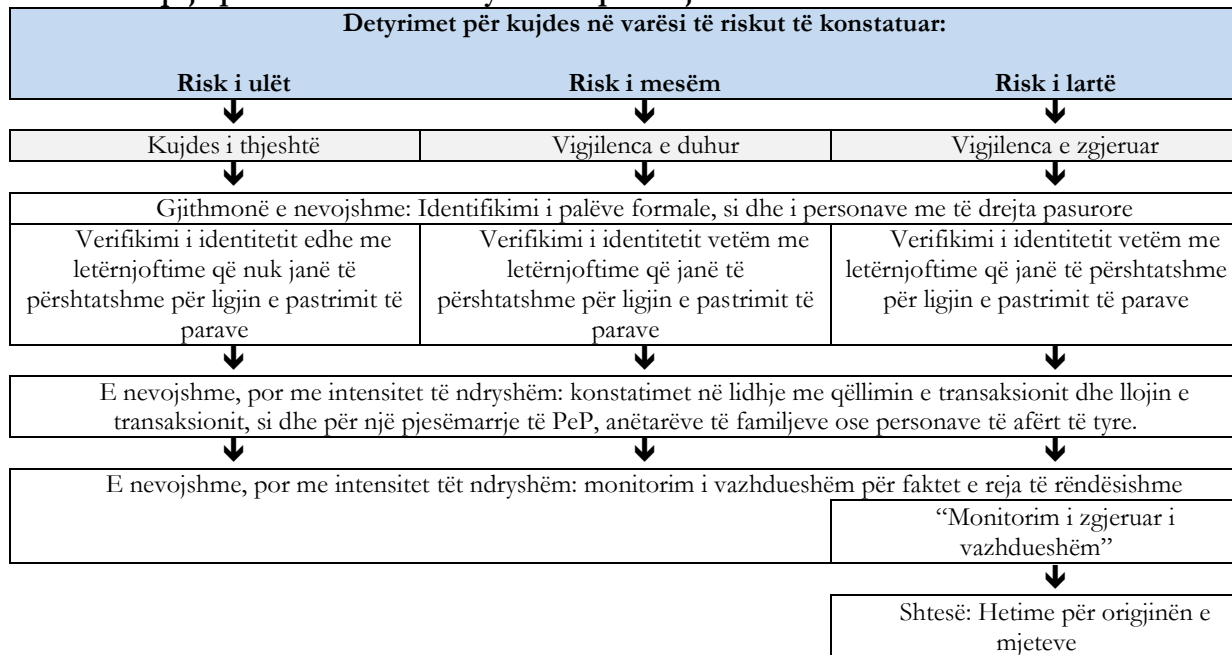 Detyrimet për kujdes në varësi të riskut të konstatuar:
Risk i ulët Risk i mesëm Risk i lartë
Kujdes i thjeshtë Vigjilenca e duhur Vigjilenca e zgjeruar
Gjithmonë e nevojshme: Identifikimi i palëve formale, si dhe i personave me të drejta pasurore
Verifikimi i identitetit edhe me
letërnjoftime që nuk janë të
përshtatshme për ligjin e pastrimit të
parave
Verifikimi i identitetit vetëm me
letërnjoftime që janë të
përshtatshme për ligjin e pastrimit të
parave
Verifikimi i identitetit vetëm me
letërnjoftime që janë të përshtatshme
për ligjin e pastrimit të parave
E nevojshme, por me intensitet të ndryshëm: konstatimet në lidhje me qëllimin e transaksionit dhe llojin e
transaksionit, si dhe për një pjesëmarrje të PeP, anëtarëve të familjeve ose personave të afërt të tyre.
E nevojshme, por me intensitet tët ndryshëm: monitorim i vazhdueshëm për faktet e reja të rëndësishme
“Monitorim i zgjeruar i
vazhdueshëm”
Shtesë: Hetime për origjinën e
mjeteve